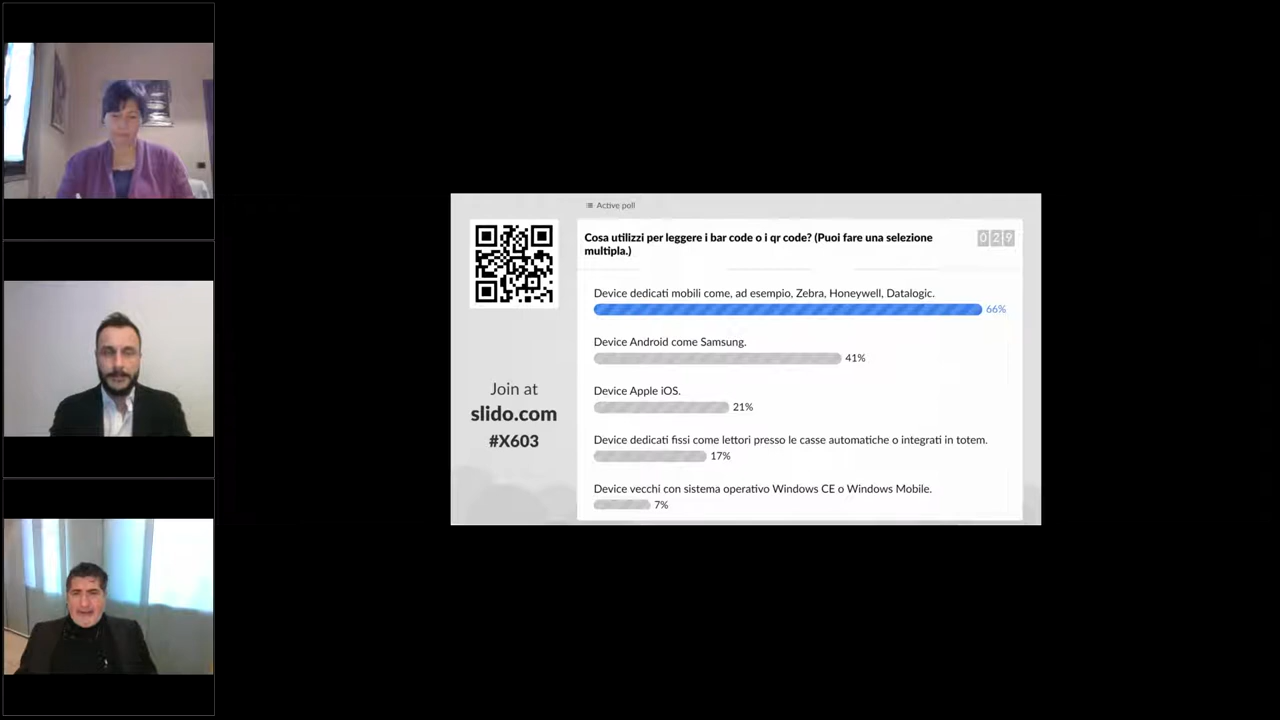 Active poll
Cosa utilizzi per leggere i bar code o i qr code? (Puoi fare una selezione
multipla.)
029
Device dedicati mobili come, ad esempio, Zebra, Honeywell, Datalogic.
66%
Device Android come Samsung.
41%
Device Apple iOS.
21%
Device dedicati fissi come lettori presso le casse automatiche o integrati in totem.
17%
Device vecchi con sistema operativo Windows CE o Windows Mobile.
7%
Join at
slido.com
#X603